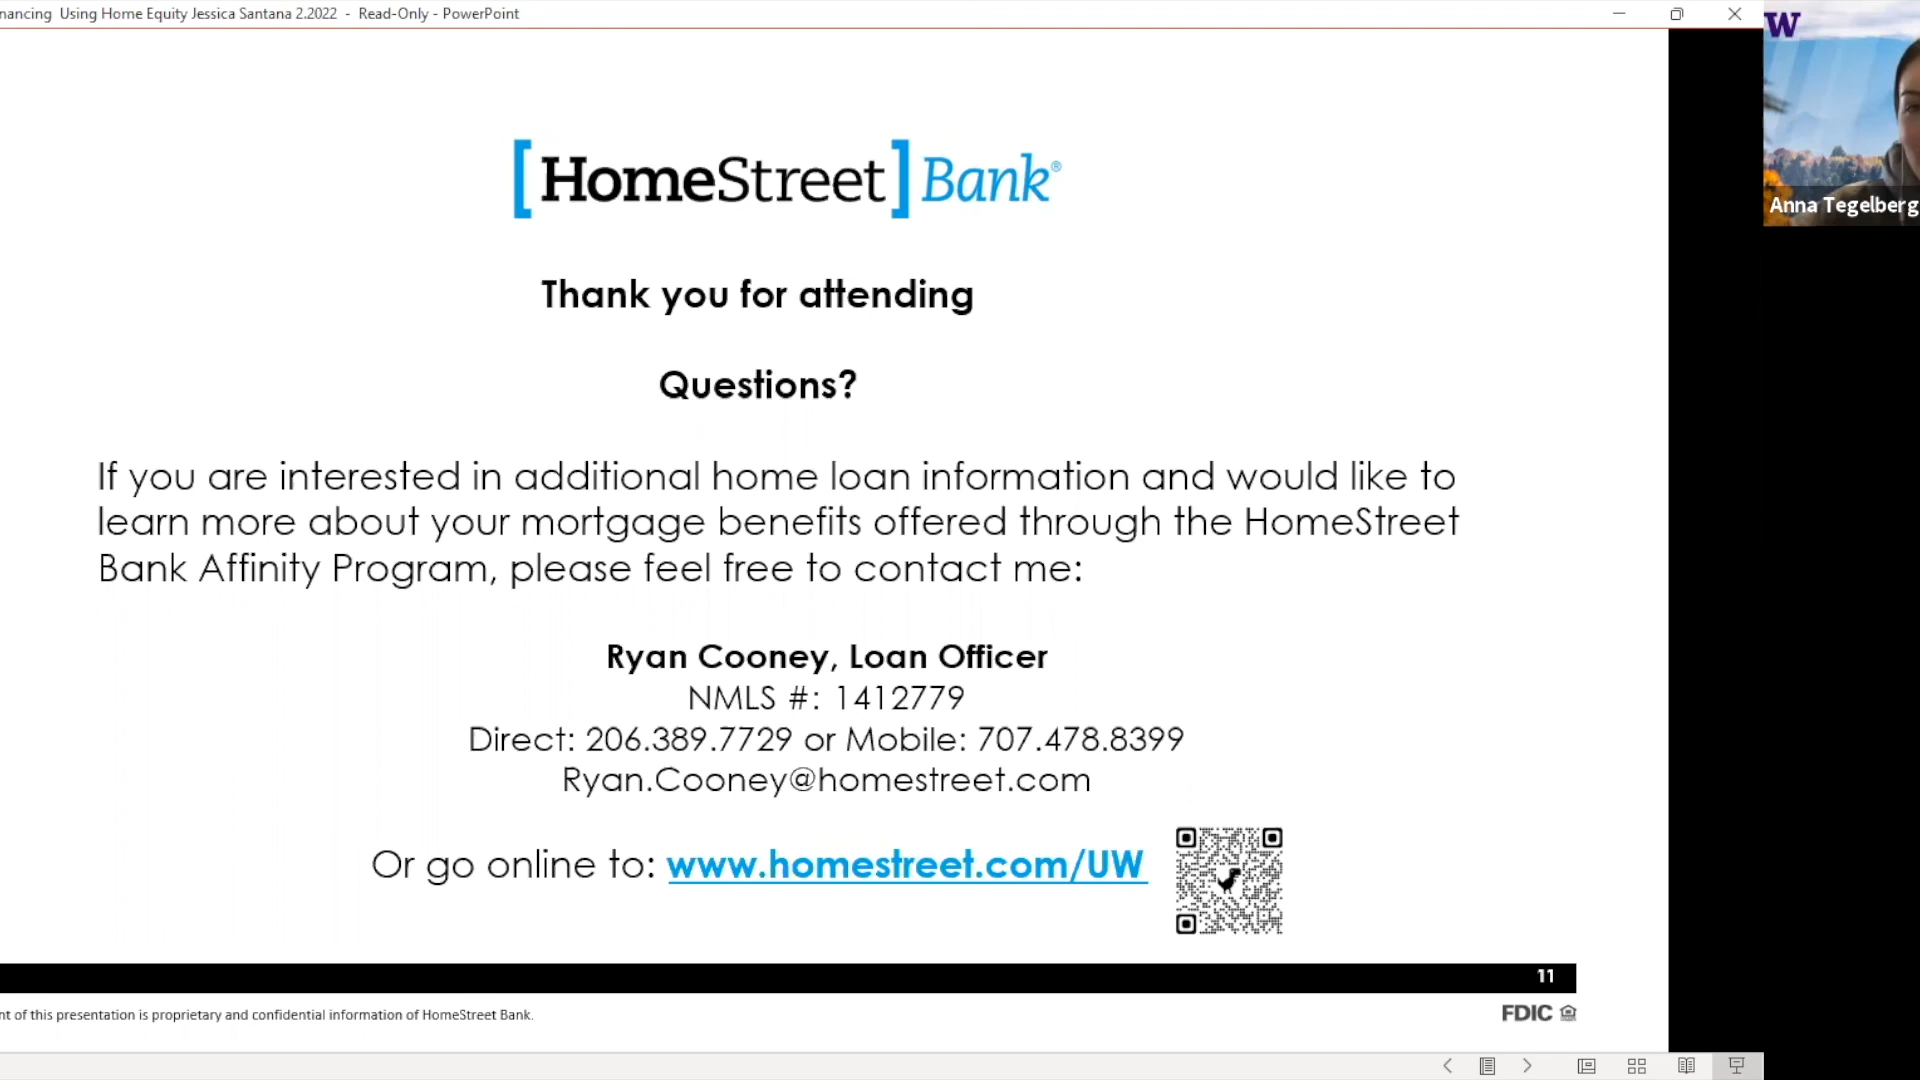 nancing Using Home Equity Jessica Santana 2.2022 - Read-Only - PowerPoint
W
[HomeStreet] Bank®
Anna Tegelberg
Thank you for attending
Questions?
If you are interested in additional home loan information and would like to
learn more about your mortgage benefits offered through the HomeStreet
Bank Affinity Program, please feel free to contact me:
Ryan Cooney, Loan Officer
NMLS #: 1412779
Direct: 206.389.7729 or Mobile: 707.478.8399
Ryan.Cooney@homestreet.com
Or go online to: www.homestreet.com/UW
11
nt of this presentation is proprietary and confidential information of HomeStreet Bank.
FDIC